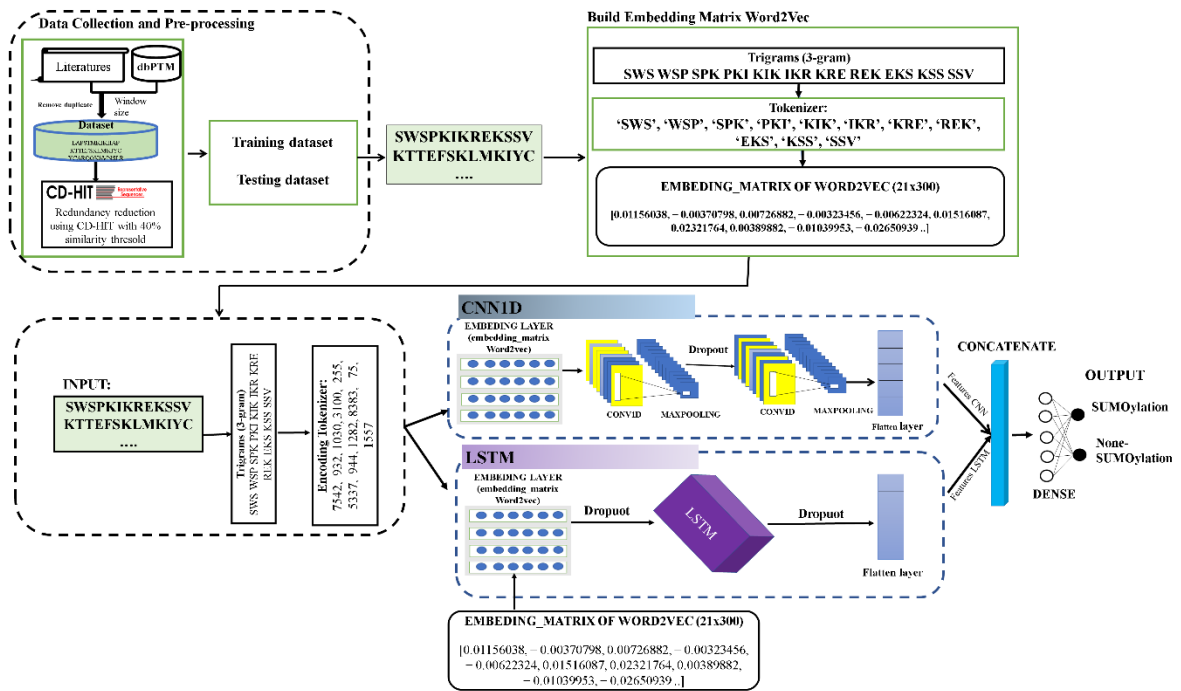 Data Collection and Pre-processing
Literatures
dbPTM
Remove duplicate
Window
size
Dataset
KTTEFSKLMKIYC
CD-HIT
Representative
Sequences
Redundancy reduction
using CD-HIT with 40%
similarity thresold
Training dataset
Testing dataset
SWSPKIKREKSSV
KTTEFSKLMKIYC
....
Build Embedding Matrix Word2Vec
Trigrams (3-gram)
SWS WSP SPK PKI KIK IKR KRE REK EKS KSS SSV
Tokenizer:
‘SWS’, ‘WSP’, ‘SPK’, ‘PKI’, ‘KIK’, ‘IKR’, ‘KRE’, ‘REK’,
‘EKS’, ‘KSS’, ‘SSV’
EMBEDING_MATRIX OF WORD2VEC (21x300)
[0.01156038, − 0.00370798, 0.00726882, − 0.00323456, − 0.00622324, 0.01516087,
0.02321764, 0.00389882, − 0.01039953, − 0.02650939 ..]
INPUT:
SWSPKIKREKSSV
KTTEFSKLMKIYC
....
Trigrams (3-gram)
SWS WSP SPK PKI KIK IKR KRE
REK EKS KSS SSV
Encoding Tokenizer:
7542, 932, 1030, 3100, 255,
5337, 944, 1282, 8383, 75,
1557
CNN1D
EMBEDING LAYER
(embedding_matrix
Word2vec)
CONV1D
MAXPOOLING
Dropout
CONV1D
MAXPOOLING
Flatten layer
LSTM
EMBEDING LAYER
(embedding_matrix
Word2vec)
Dropuot
LSTM
Dropuot
Flatten layer
EMBEDING_MATRIX OF WORD2VEC (21x300)
[0.01156038, − 0.00370798, 0.00726882, − 0.00323456,
− 0.00622324, 0.01516087, 0.02321764, 0.00389882,
− 0.01039953, − 0.02650939 ..]
Features CNN
Features LSTM
CONCATENATE
DENSE
OUTPUT
SUMOylation
None-
SUMOylation